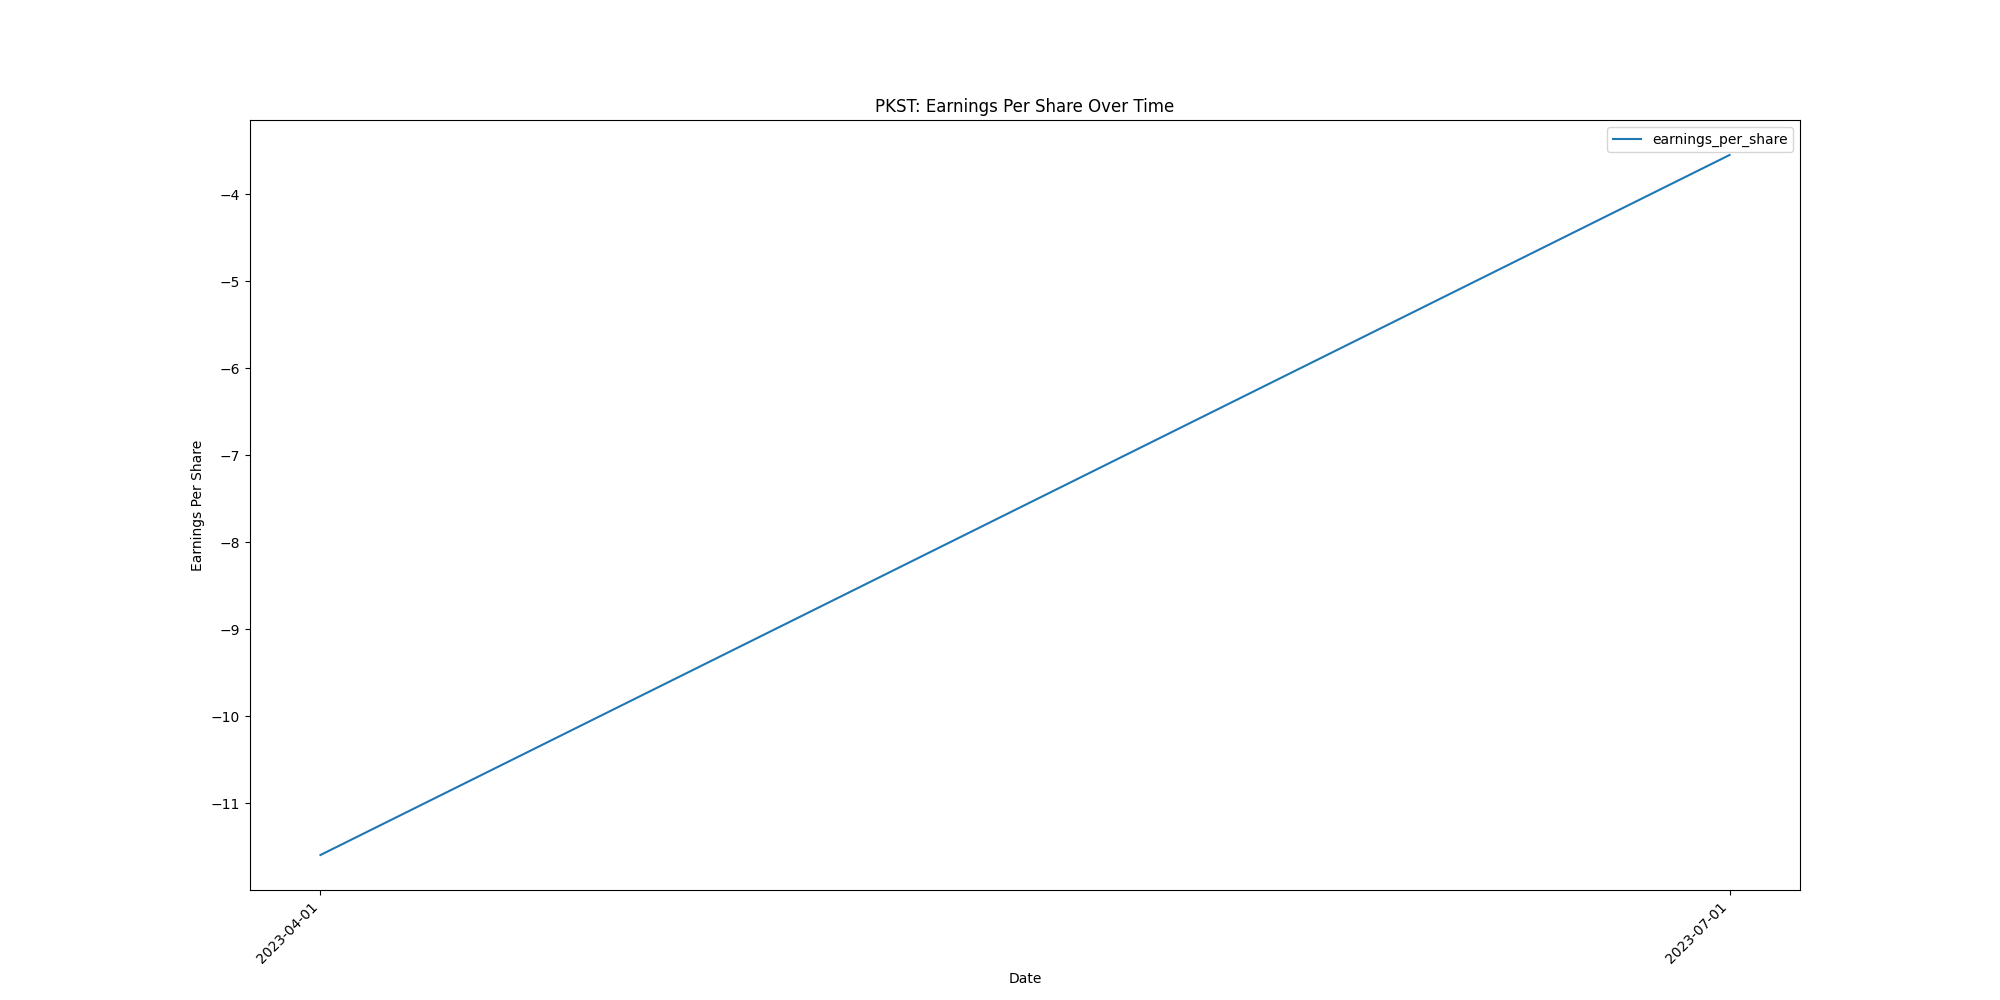 PKST: Earnings Per Share Over Time
earnings_per_share
−4
−5
−6
−7
−8
−9
−10
−11
Earnings Per Share
2023-04-01
2023-07-01
Date